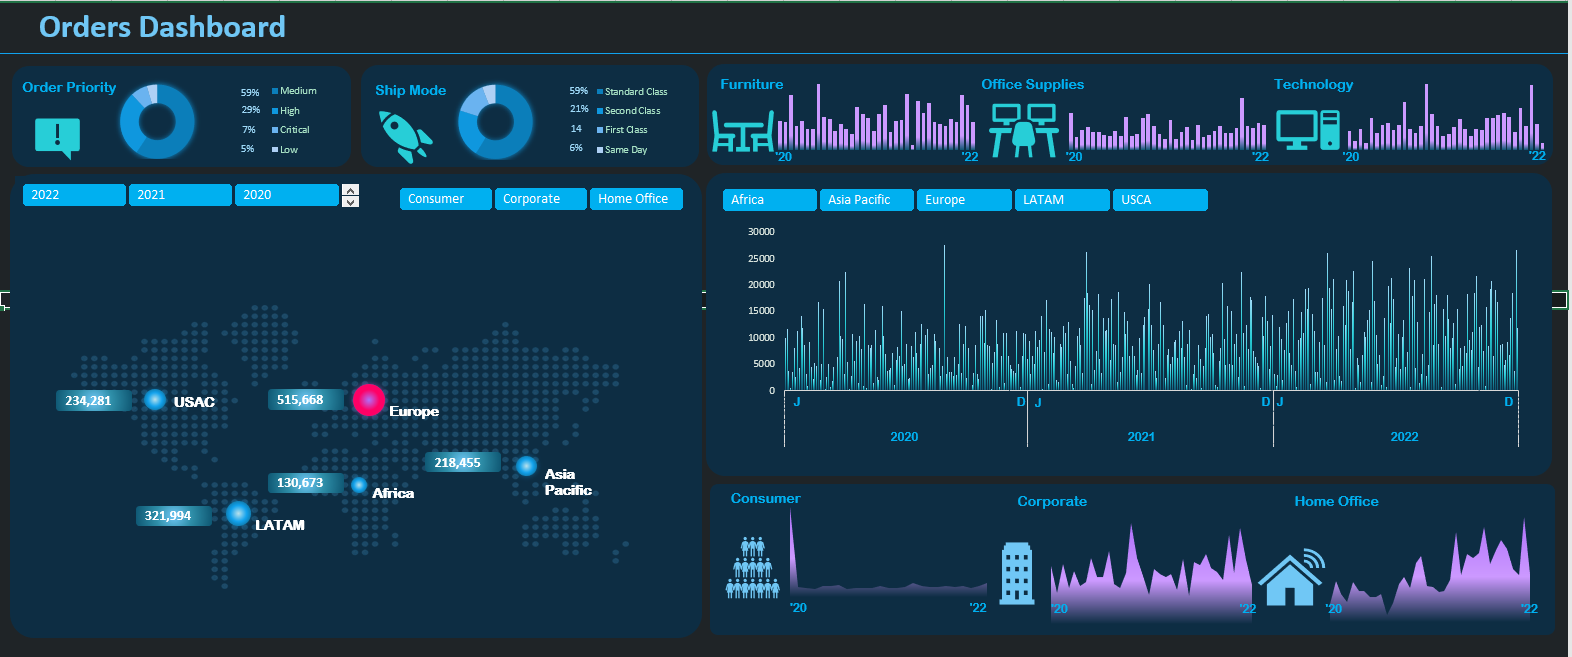 Orders Dashboard
Order Priority
59% Medium
29% High
7% Critical
5% Low
Ship Mode
59% Standard Class
21% Second Class
14 First Class
6% Same Day
Furniture
'20 '22
Office Supplies
'20 '22
Technology
'20 '22
2022 2021 2020
Consumer Corporate Home Office
234,281 USAC
515,668 Europe
218,455 Asia
Pacific
130,673 Africa
321,994 LATAM
Africa Asia Pacific Europe LATAM USCA
30000
25000
20000
15000
10000
5000
0
J D J D J D
2020 2021 2022
Consumer
'20 '22
Corporate
'20 '22
Home Office
'20 '22